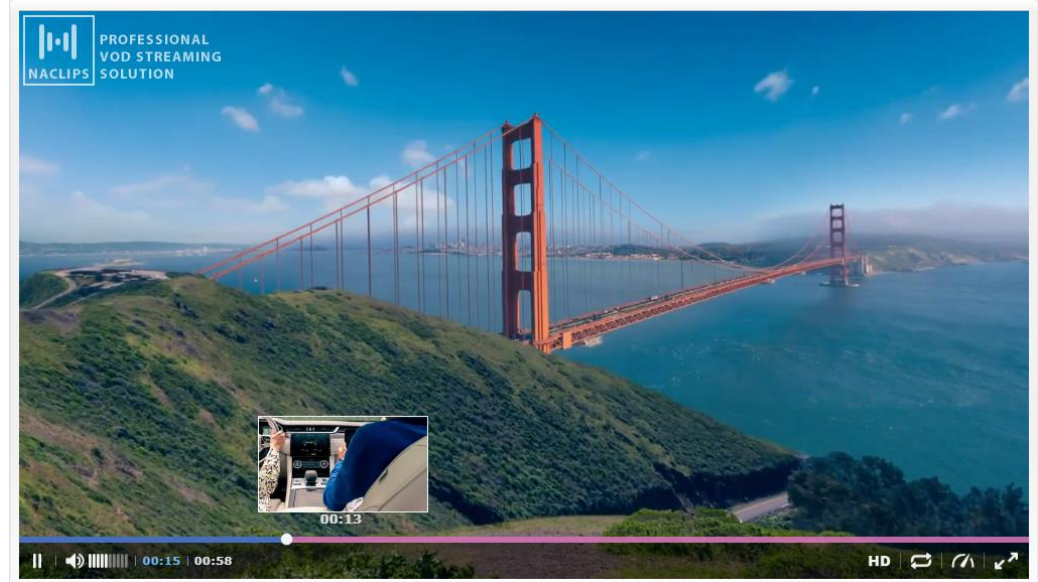 NACLIPS
PROFESSIONAL
VOD STREAMING
SOLUTION
00:13
00:15 00:58
HD